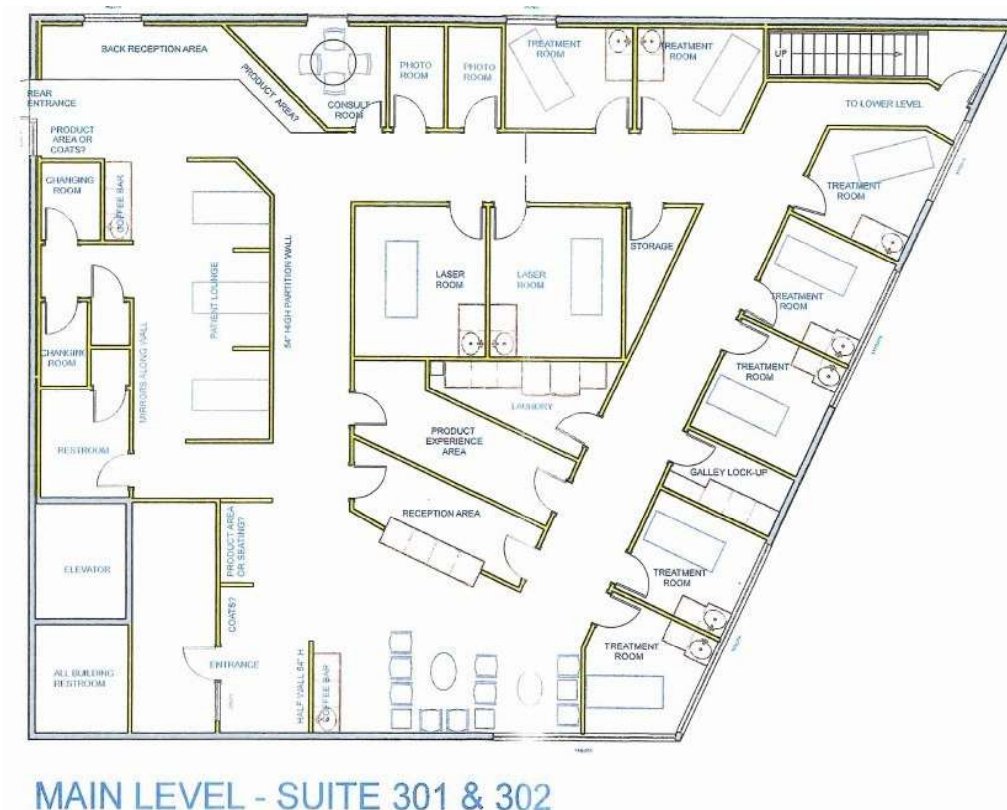 BACK RECEPTION AREA
PRODUCT AREA?
CONSULT
ROOM
PHOTO
ROOM
PHOTO
ROOM
TREATMENT
ROOM
TREATMENT
ROOM
UP
TO LOWER LEVEL
REAR
ENTRANCE
PRODUCT
AREA OR
COATS?
CHANGING
ROOM
COFFEE BAR
PATIENT LOUNGE
54" HIGH PARTITION WALL
MIRRORS ALONG WALL
CHANGING
ROOM
RESTROOM
LASER
ROOM
LASER
ROOM
STORAGE
TREATMENT
ROOM
TREATMENT
ROOM
TREATMENT
ROOM
LAUNDRY
PRODUCT
EXPERIENCE
AREA
GALLEY LOCK-UP
RECEPTION AREA
TREATMENT
ROOM
ELEVATOR
PRODUCT AREA
OR SEATING?
COATS?
ENTRANCE
ALL BUILDING
RESTROOM
HALF WALL 54" H
COFFEE BAR
TREATMENT
ROOM
MAIN LEVEL - SUITE 301 & 302